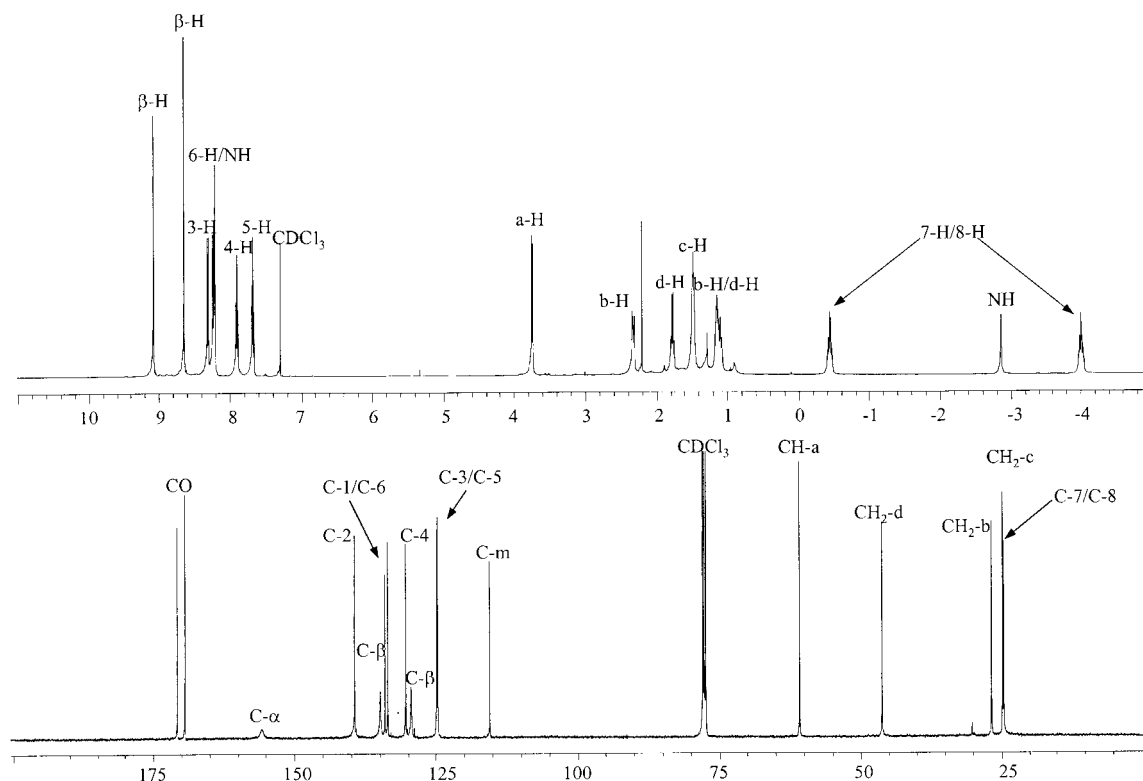 β-H
β-H
6-H/NH
3-H
4-H
5-H
CDCl₃
a-H
b-H
d-H
c-H
b-H/d-H
7-H/8-H
NH
10 9 8 7 6 5 4 3 2 1 0 -1 -2 -3 -4
CO
C-α
C-2
C-1/C-6
C-β
C-4
C-β
C-3/C-5
C-m
CDCl₃
CH-a
CH₂-d
CH₂-b
CH₂-c
C-7/C-8
175 150 125 100 75 50 25